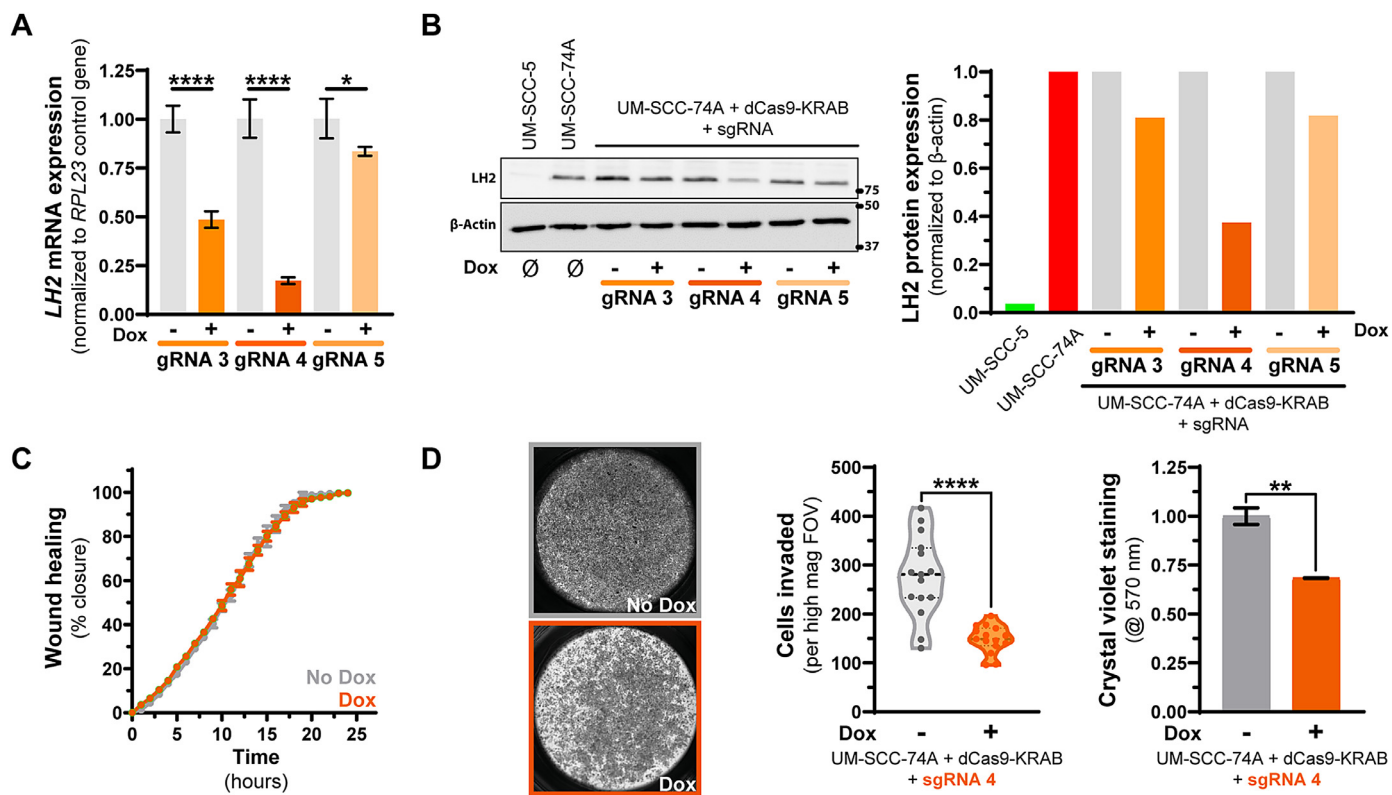 A
LH2 mRNA expression
(normalized to RPL23 control gene)
1.25
1.00
0.75
0.50
0.25
0.00
****
****
*
Dox
- + - + - +
gRNA 3 gRNA 4 gRNA 5
B
UM-SCC-5
UM-SCC-74A
UM-SCC-74A + dCas9-KRAB
+ sgRNA
LH2
75
50
β-Actin
37
Dox Ø Ø - + - + - +
gRNA 3 gRNA 4 gRNA 5
LH2 protein expression
(normalized to β-actin)
1.0
0.8
0.6
0.4
0.2
0.0
- + - + - + Dox
UM-SCC-5
UM-SCC-74A
gRNA 3 gRNA 4 gRNA 5
UM-SCC-74A + dCas9-KRAB
+ sgRNA
C
Wound healing
(% closure)
100
80
60
40
20
0
No Dox
Dox
0 5 10 15 20 25
Time
(hours)
D
No Dox
Dox
Cells invaded
(per high mag FOV)
500
400
300
200
100
0
****
Dox - +
UM-SCC-74A + dCas9-KRAB
+ sgRNA 4
Crystal violet staining
(@ 570 nm)
1.25
1.00
0.75
0.50
0.25
0.00
**
Dox - +
UM-SCC-74A + dCas9-KRAB
+ sgRNA 4